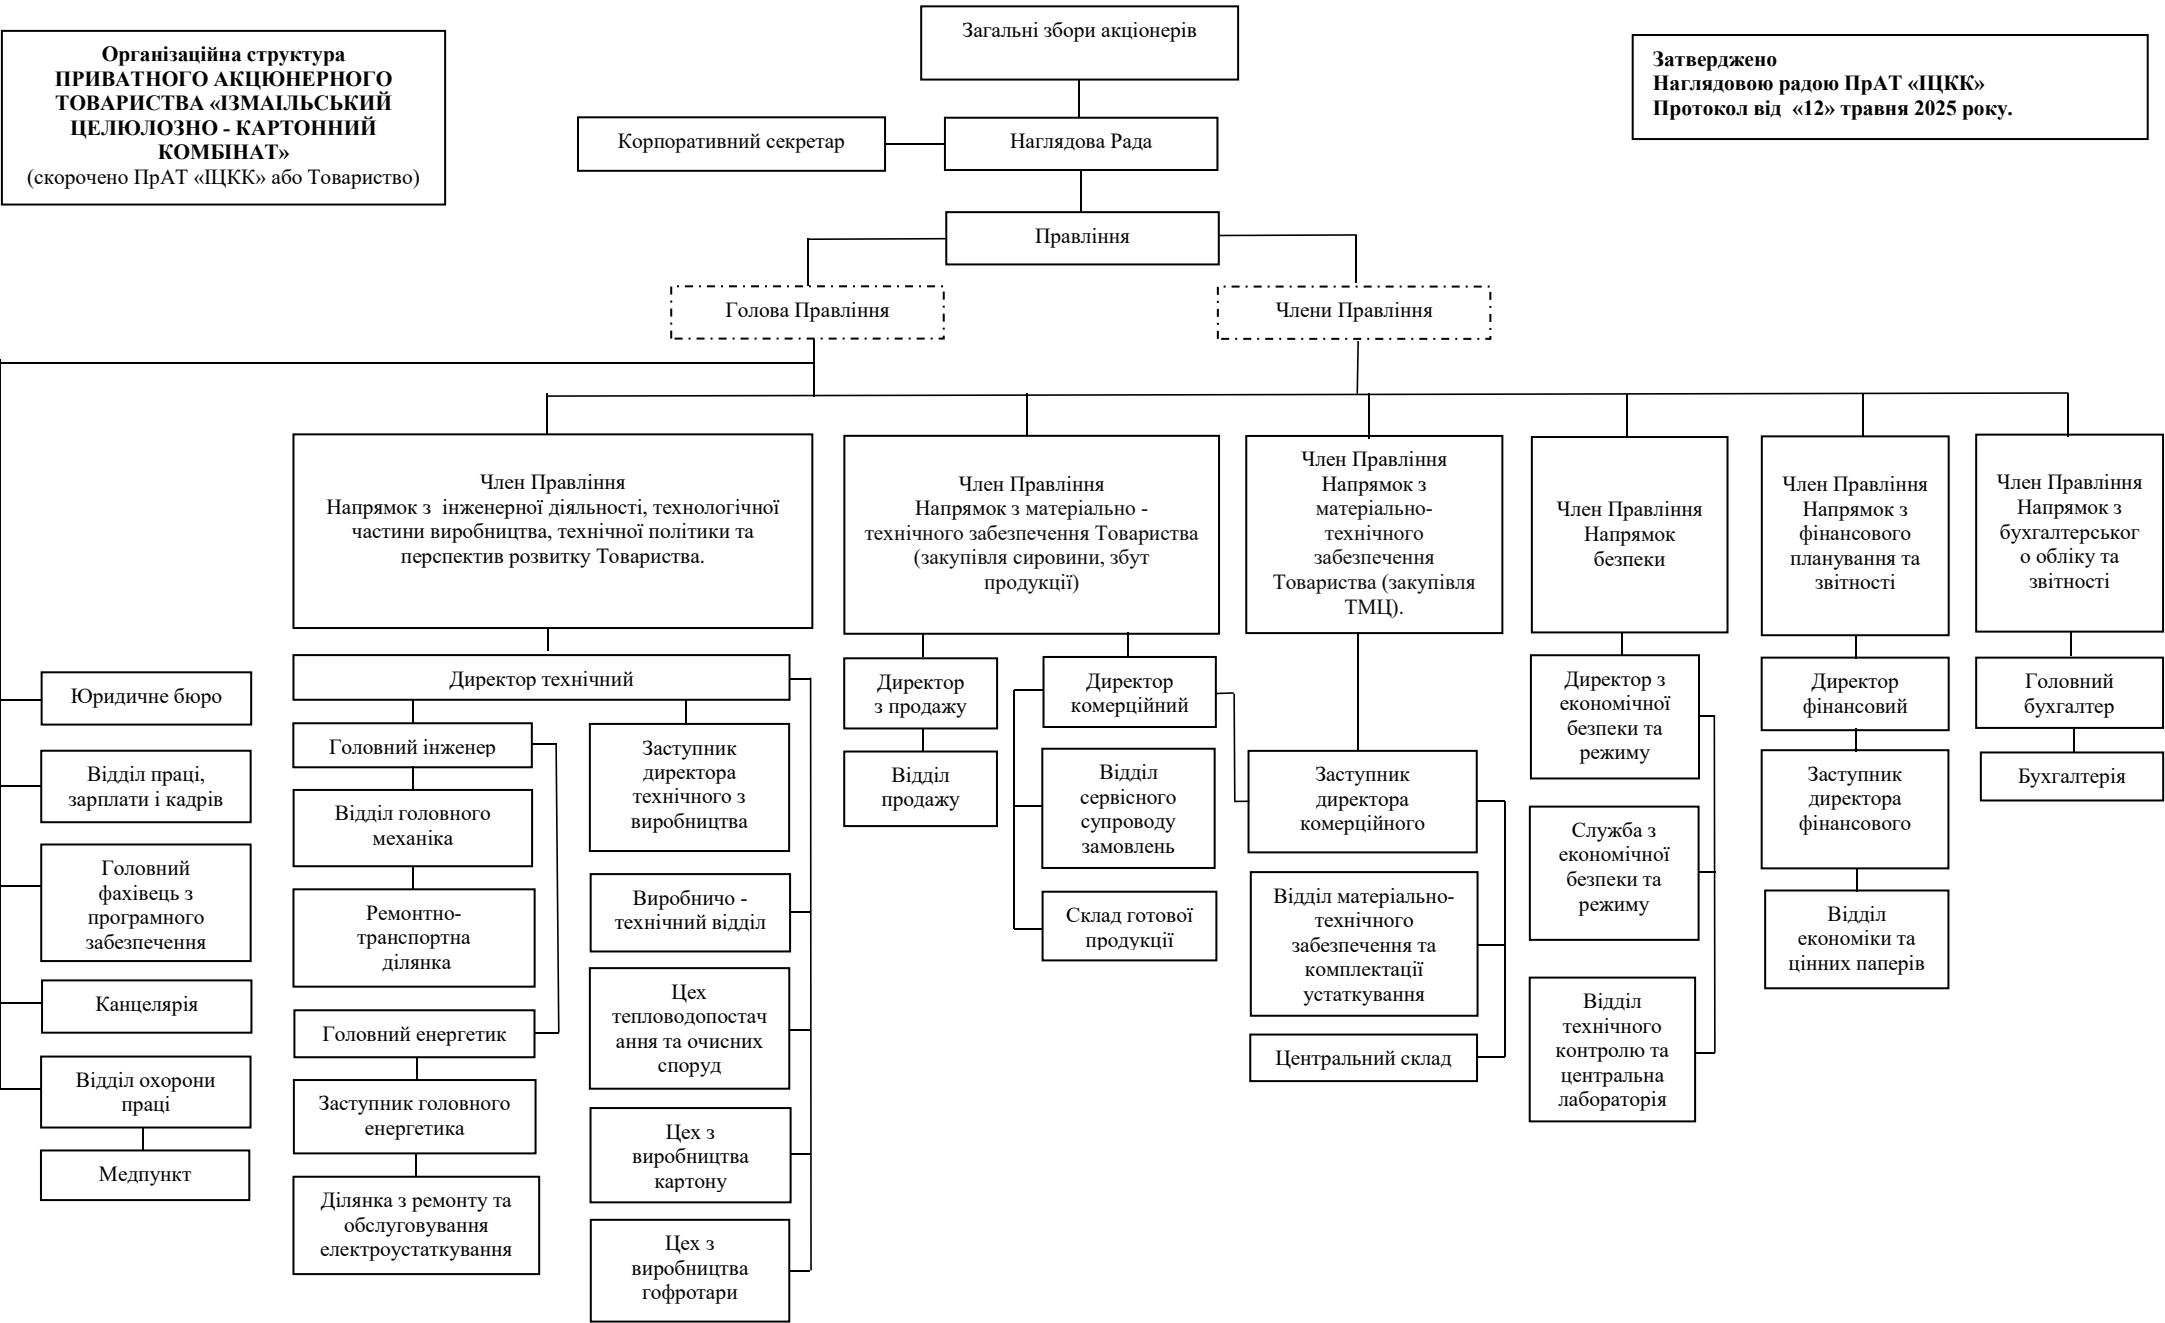 Організаційна структура
ПРИВАТНОГО АКЦІОНЕРНОГО
ТОВАРИСТВА «ІЗМАІЛЬСЬКИЙ
ЦЕЛЮЛОЗНО - КАРТОННИЙ
КОМБІНАТ»
(скорочено ПрАТ «ІЦКК» або Товариство)
Загальні збори акціонерів
Затверджено
Наглядовою радою ПрАТ «ІЦКК»
Протокол від «12» травня 2025 року.
Корпоративний секретар
Наглядова Рада
Правління
Голова Правління
Члени Правління
Член Правління
Напрямок з інженерної діяльності, технологічної
частини виробництва, технічної політики та
перспектив розвитку Товариства.
Член Правління
Напрямок з матеріально -
технічного забезпечення Товариства
(закупівля сировини, збут
продукції)
Член Правління
Напрямок з
матеріально-
технічного
забезпечення
Товариства (закупівля
ТМЦ).
Член Правління
Напрямок
безпеки
Член Правління
Напрямок з
фінансового
планування та
звітності
Член Правління
Напрямок з
бухгалтерськог
о обліку та
звітності
Юридичне бюро
Відділ праці,
зарплати і кадрів
Головний
фахівець з
програмного
забезпечення
Канцелярія
Відділ охорони
праці
Медпункт
Директор технічний
Головний інженер
Відділ головного
механіка
Ремонтно-
транспортна
ділянка
Головний енергетик
Заступник головного
енергетика
Ділянка з ремонту та
обслуговування
електроустаткування
Заступник
директора
технічного з
виробництва
Виробничо -
технічний відділ
Цех
тепловодопостач
ання та очисних
споруд
Цех з
виробництва
картону
Цех з
виробництва
гофротари
Директор
з продажу
Відділ
продажу
Директор
комерційний
Відділ
сервісного
супроводу
замовлень
Склад готової
продукції
Заступник
директора
комерційного
Відділ матеріально-
технічного
забезпечення та
комплектації
устаткування
Центральний склад
Директор з
економічної
безпеки та
режиму
Служба з
економічної
безпеки та
режиму
Відділ
технічного
контролю та
центральна
лабораторія
Директор
фінансовий
Заступник
директора
фінансового
Відділ
економіки та
цінних паперів
Головний
бухгалтер
Бухгалтерія